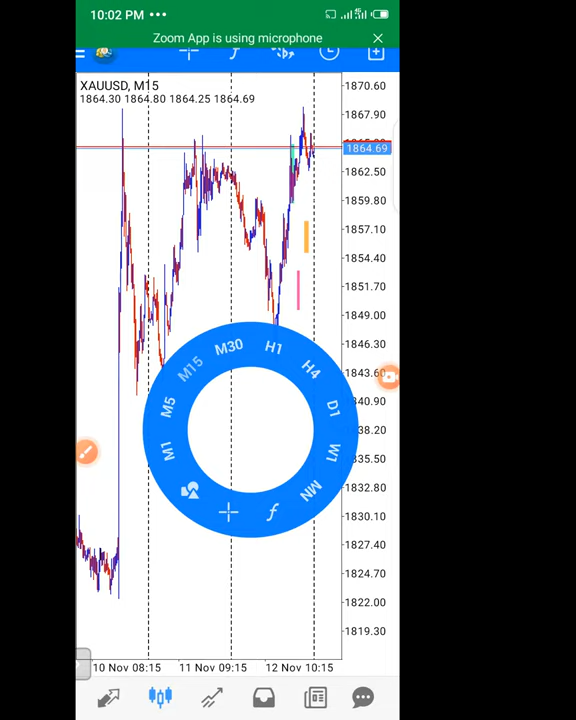 10:02 PM •••
Zoom App is using microphone
XAUUSD, M15
1864.30 1864.80 1864.25 1864.69
1870.60
1867.90
1864.69
1862.50
1859.80
1857.10
1854.40
1851.70
1849.00
1846.30
1843.60
1840.90
1838.20
1835.50
1832.80
1830.10
1827.40
1824.70
1822.00
1819.30
M1
M5
M15
M30
H1
H4
D1
W1
MN
f
10 Nov 08:15
11 Nov 09:15
12 Nov 10:15